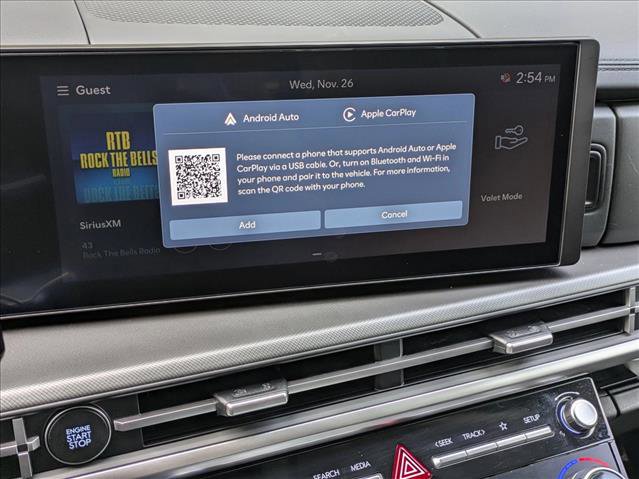 Guest
Wed, Nov. 26
2:54 PM
Android Auto
Apple CarPlay
Please connect a phone that supports Android Auto or Apple
CarPlay via a USB cable. Or, turn on Bluetooth and Wi-Fi in
your phone and pair it to the vehicle. For more information,
scan the QR code with your phone.
Add
Cancel
RTB
ROCK THE BELLS
RADIO
SiriusXM
43
Rock The Bells Radio
Valet Mode
ENGINE
START
STOP
SEARCH
MEDIA
<SEEK
TRACK>
SETUP